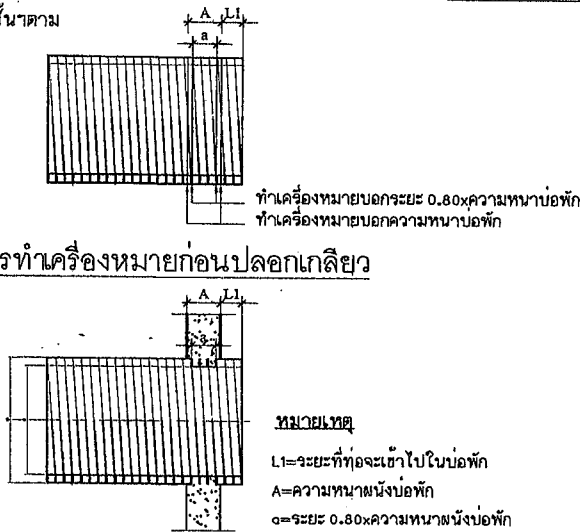 ั้นๆตาม
A L1
a
ทำเครื่องหมายบอกระยะ 0.80xความหนาบ่อพัก
ทำเครื่องหมายบอกความหนาบ่อพัก
รทำเครื่องหมายก่อนปลอกเกลียว
A L1
a
หมายเหตุ
L1=ระยะที่ท่อจะเข้าไปในบ่อพัก
A=ความหนาผนังบ่อพัก
a=ระยะ 0.80xความหนาผนังบ่อพัก